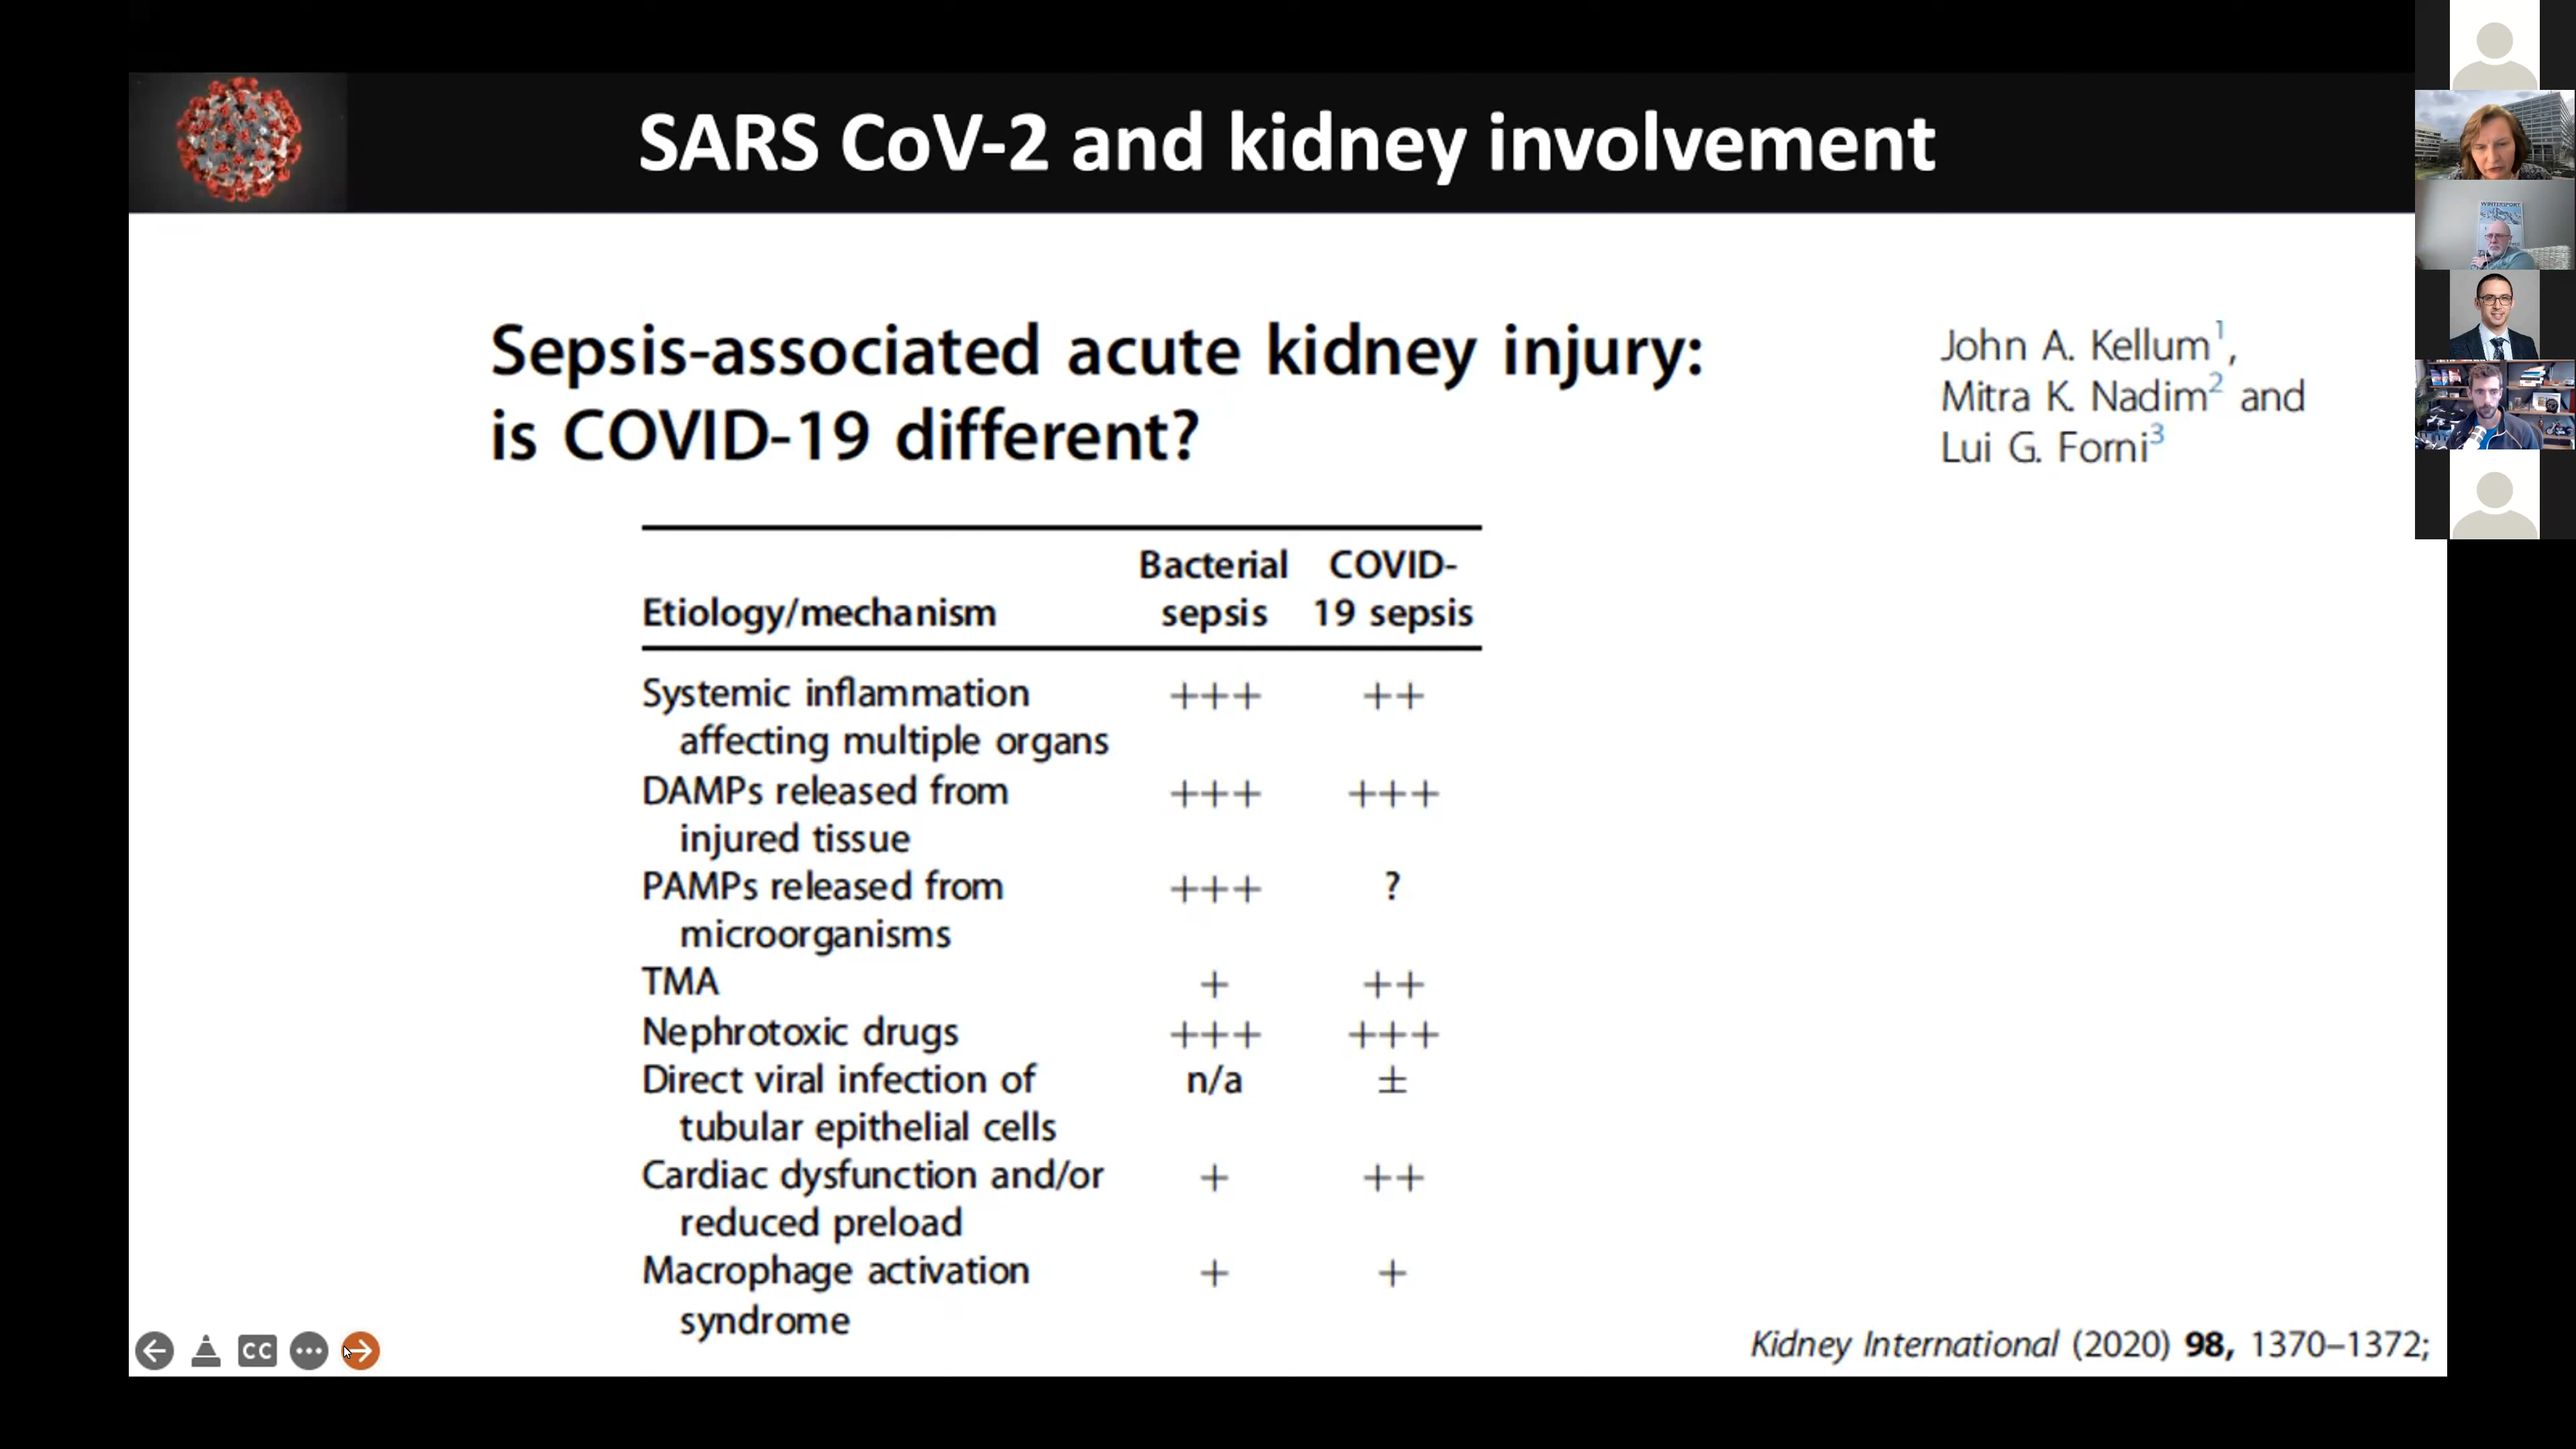 SARS CoV-2 and kidney involvement
Sepsis-associated acute kidney injury:
is COVID-19 different?
John A. Kellum1,
Mitra K. Nadim2 and
Lui G. Forni3
Etiology/mechanism Bacterial sepsis COVID-19 sepsis
Systemic inflammation +++ ++
affecting multiple organs
DAMPs released from +++ +++
injured tissue
PAMPs released from +++ ?
microorganisms
TMA + ++
Nephrotoxic drugs +++ +++
Direct viral infection of n/a ±
tubular epithelial cells
Cardiac dysfunction and/or + ++
reduced preload
Macrophage activation + +
syndrome
Kidney International (2020) 98, 1370–1372;
CC
WINTERSPORT